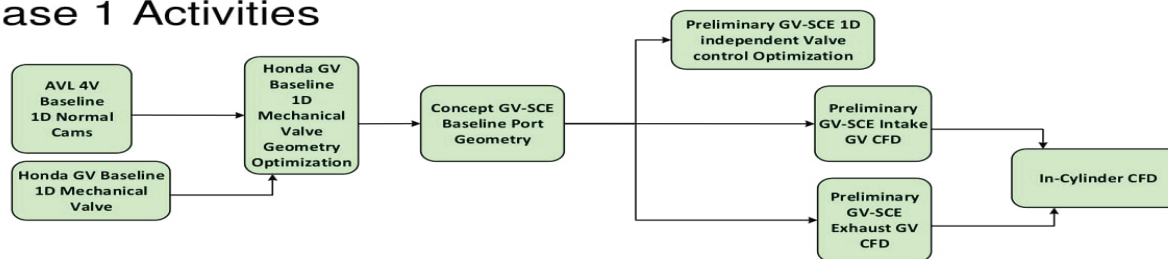 ase 1 Activities
AVL 4V
Baseline
1D Normal
Cams
Honda GV Baseline
1D Mechanical
Valve
Honda GV
Baseline
1D
Mechanical
Valve
Geometry
Optimization
Concept GV-SCE
Baseline Port
Geometry
Preliminary GV-SCE 1D
independent Valve
control Optimization
Preliminary
GV-SCE Intake
GV CFD
Preliminary
GV-SCE
Exhaust GV
CFD
In-Cylinder CFD